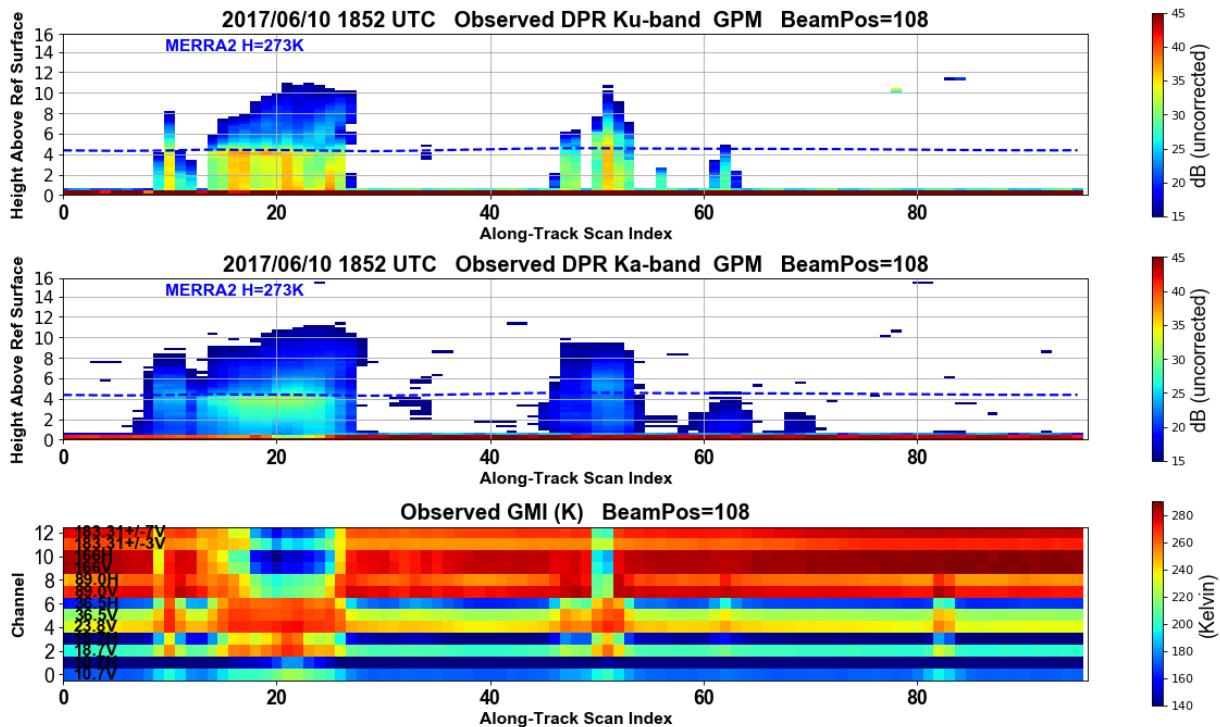 2017/06/10 1852 UTC Observed DPR Ku-band GPM BeamPos=108
MERRA2 H=273K
Height Above Ref Surface
16
14
12
10
8
6
4
2
0
0 20 40 60 80
Along-Track Scan Index
45
40
35
30
25
20
15
dB (uncorrected)
2017/06/10 1852 UTC Observed DPR Ka-band GPM BeamPos=108
MERRA2 H=273K
Height Above Ref Surface
16
14
12
10
8
6
4
2
0
0 20 40 60 80
Along-Track Scan Index
45
40
35
30
25
20
15
dB (uncorrected)
Observed GMI (K) BeamPos=108
Channel
12
10
8
6
4
2
0
183.31+/-7V
183.31+/-3V
166H
166V
89.0H
89.0V
36.5H
36.5V
23.8V
18.7H
18.7V
10.7H
10.7V
0 20 40 60 80
Along-Track Scan Index
280
260
240
220
200
180
160
140
(Kelvin)